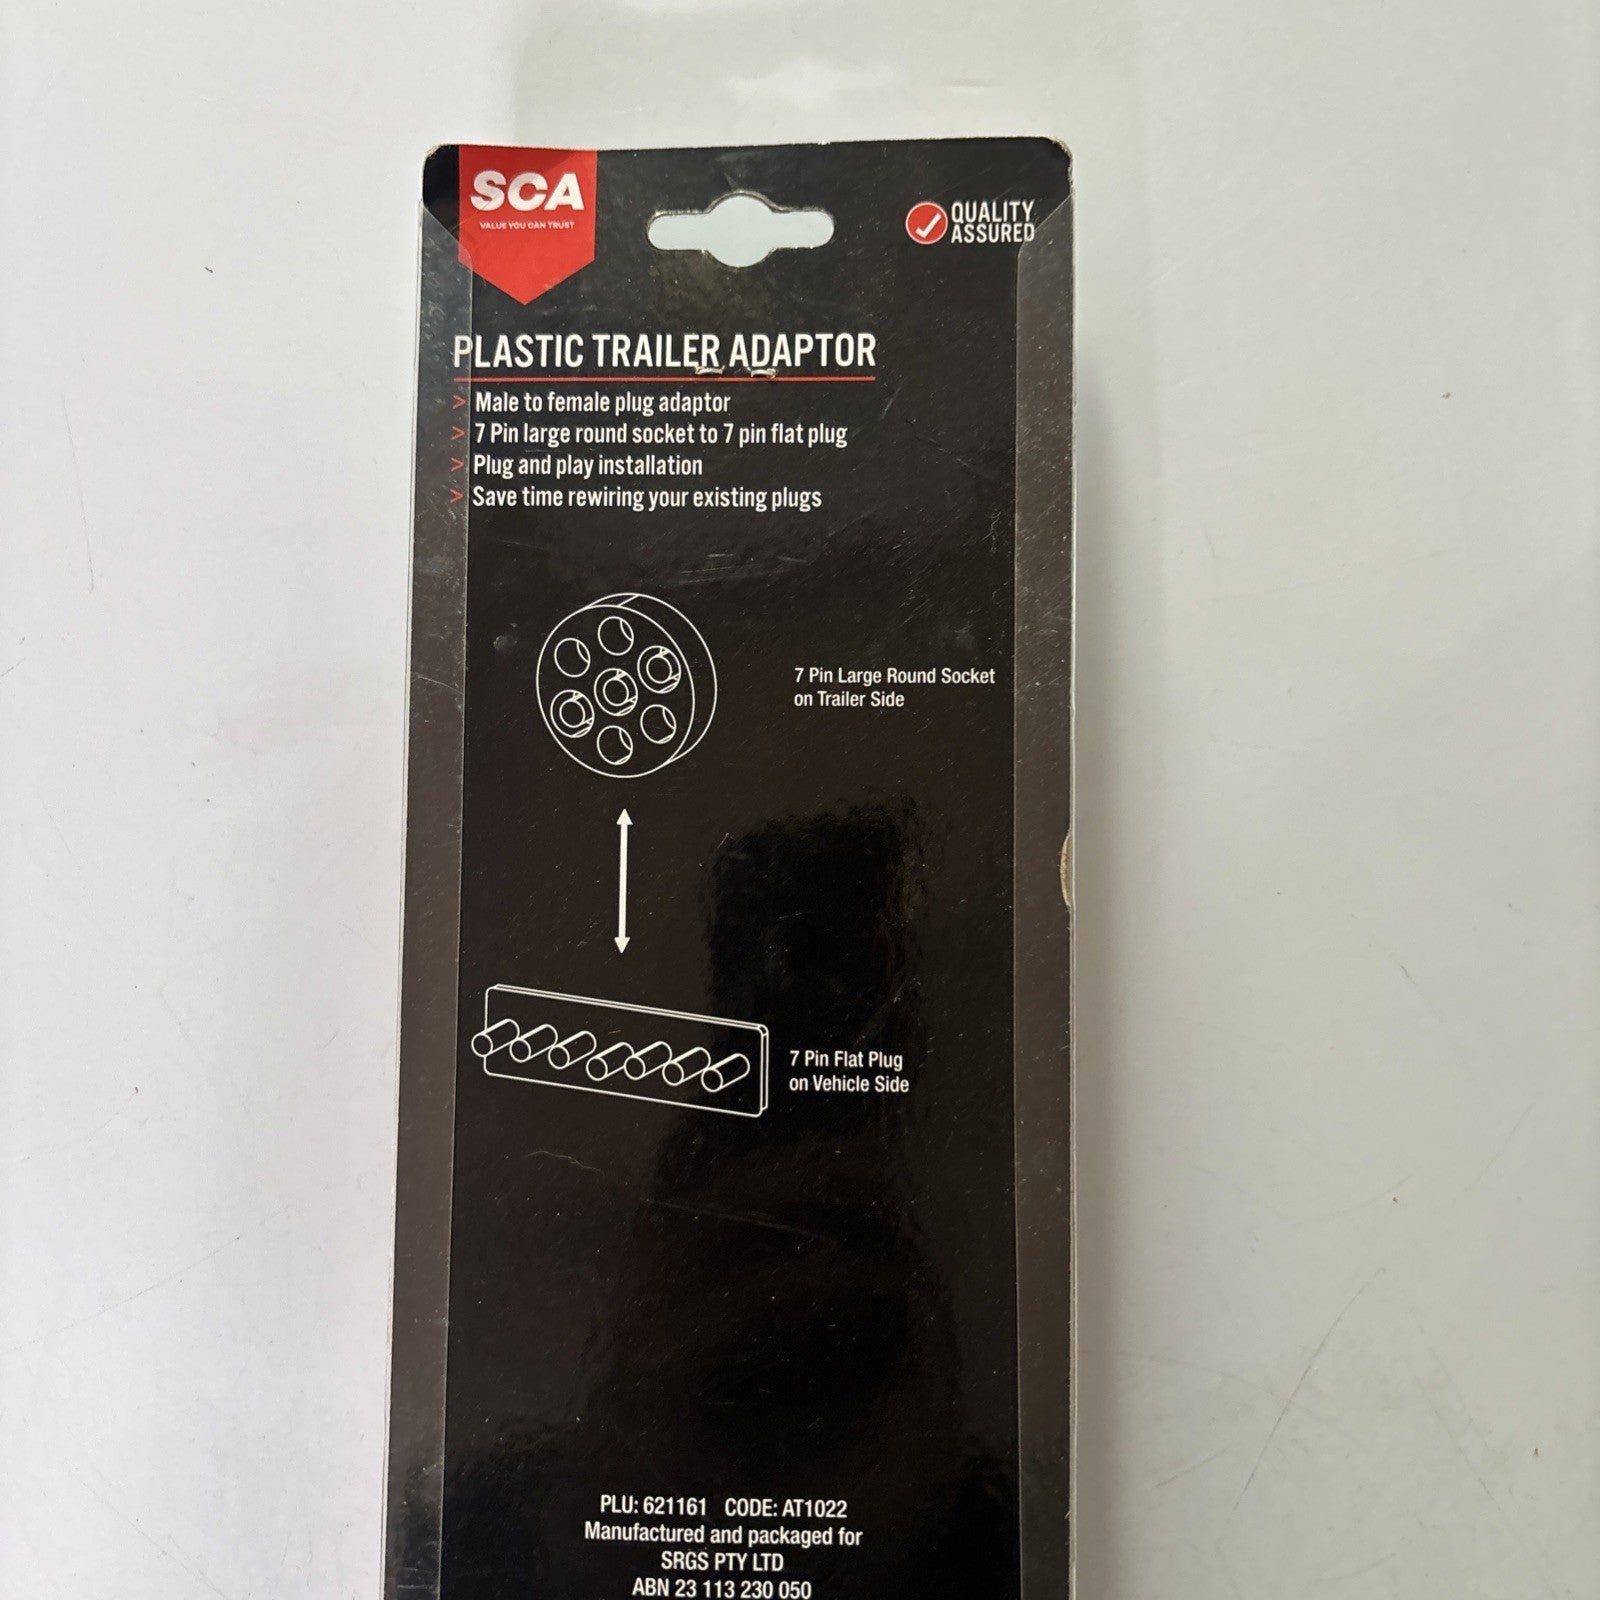 SCA
VALUE YOU CAN TRUST
QUALITY
ASSURED
PLASTIC TRAILER ADAPTOR
> Male to female plug adaptor
> 7 Pin large round socket to 7 pin flat plug
> Plug and play installation
> Save time rewiring your existing plugs
7 Pin Large Round Socket
on Trailer Side
7 Pin Flat Plug
on Vehicle Side
PLU: 621161 CODE: AT1022
Manufactured and packaged for
SRGS PTY LTD
ABN 23 113 230 050